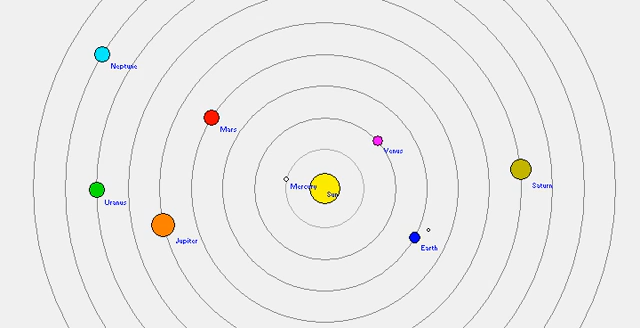 Neptune
Mars
Venus
Mercury
Sun
Saturn
Uranus
Jupiter
Earth